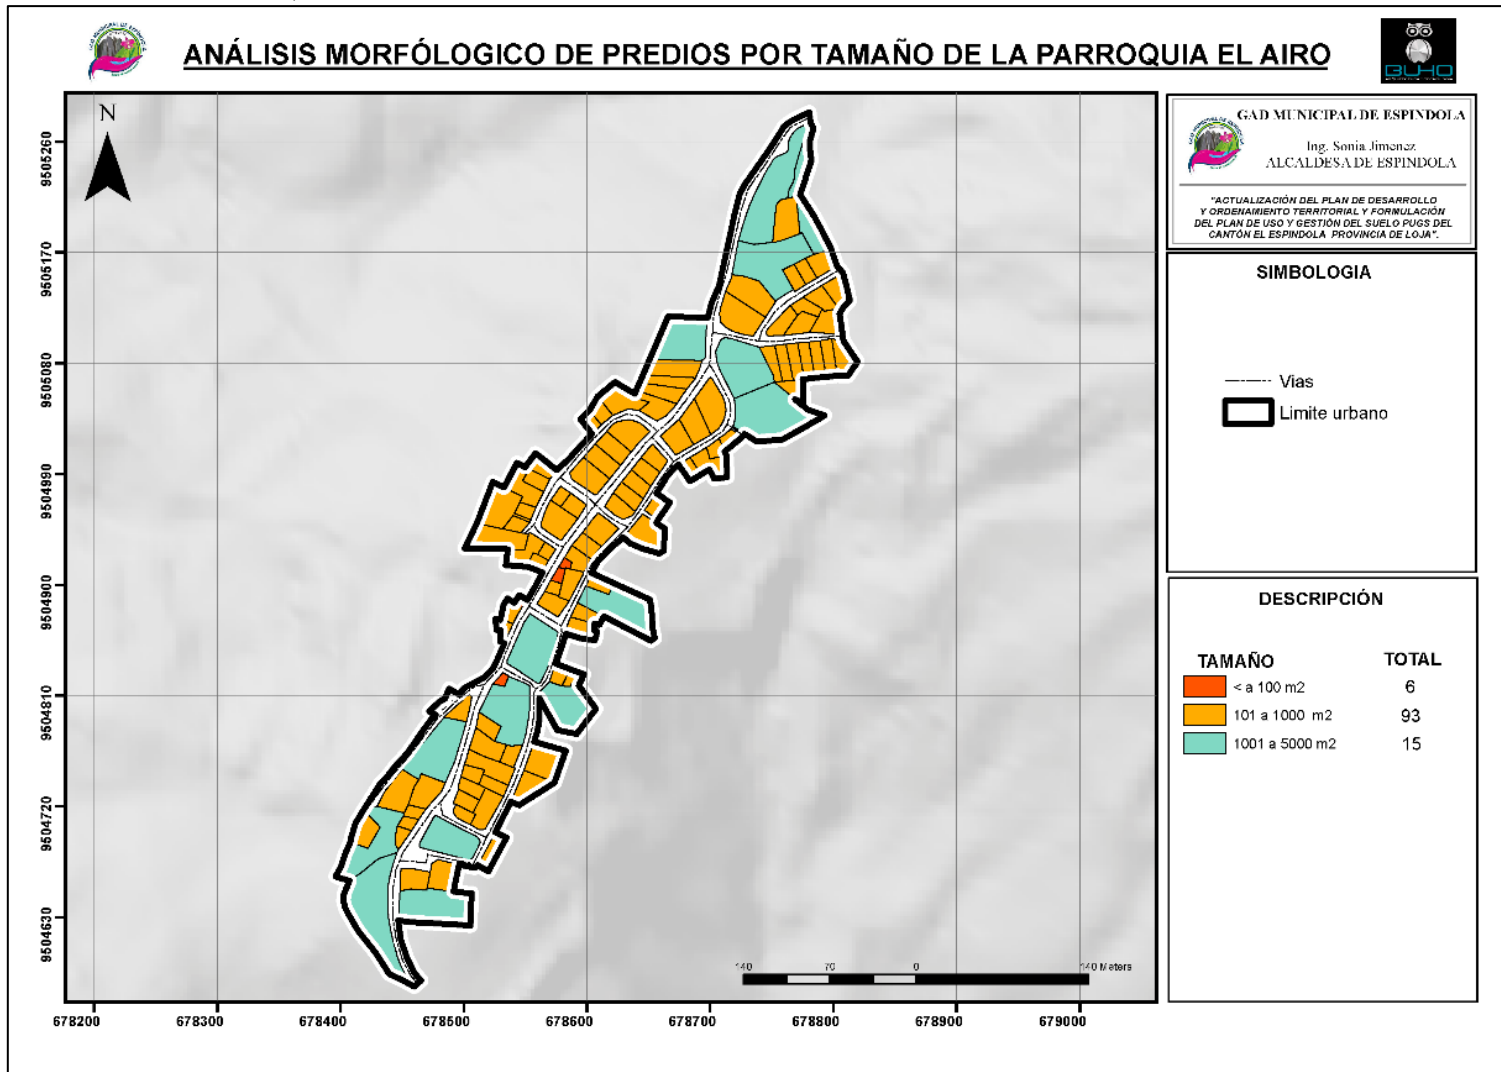 ANÁLISIS MORFÓLOGICO DE PREDIOS POR TAMAÑO DE LA PARROQUIA EL AIRO
BUHO
N
9505260
9505170
9505080
9504990
9504900
9504810
9504720
9504630
678200
678300
678400
678500
678600
678700
678800
678900
679000
140
70
0
140 Meters
GAD MUNICIPAL DE ESPINDOLA
Ing. Sonia Jimenez
ALCALDESA DE ESPINDOLA
"ACTUALIZACIÓN DEL PLAN DE DESARROLLO
Y ORDENAMIENTO TERRITORIAL Y FORMULACIÓN
DEL PLAN DE USO Y GESTIÓN DEL SUELO PUGS DEL
CANTÓN EL ESPINDOLA PROVINCIA DE LOJA".
SIMBOLOGIA
Vias
Limite urbano
DESCRIPCIÓN
TAMAÑO TOTAL
< a 100 m2 6
101 a 1000 m2 93
1001 a 5000 m2 15